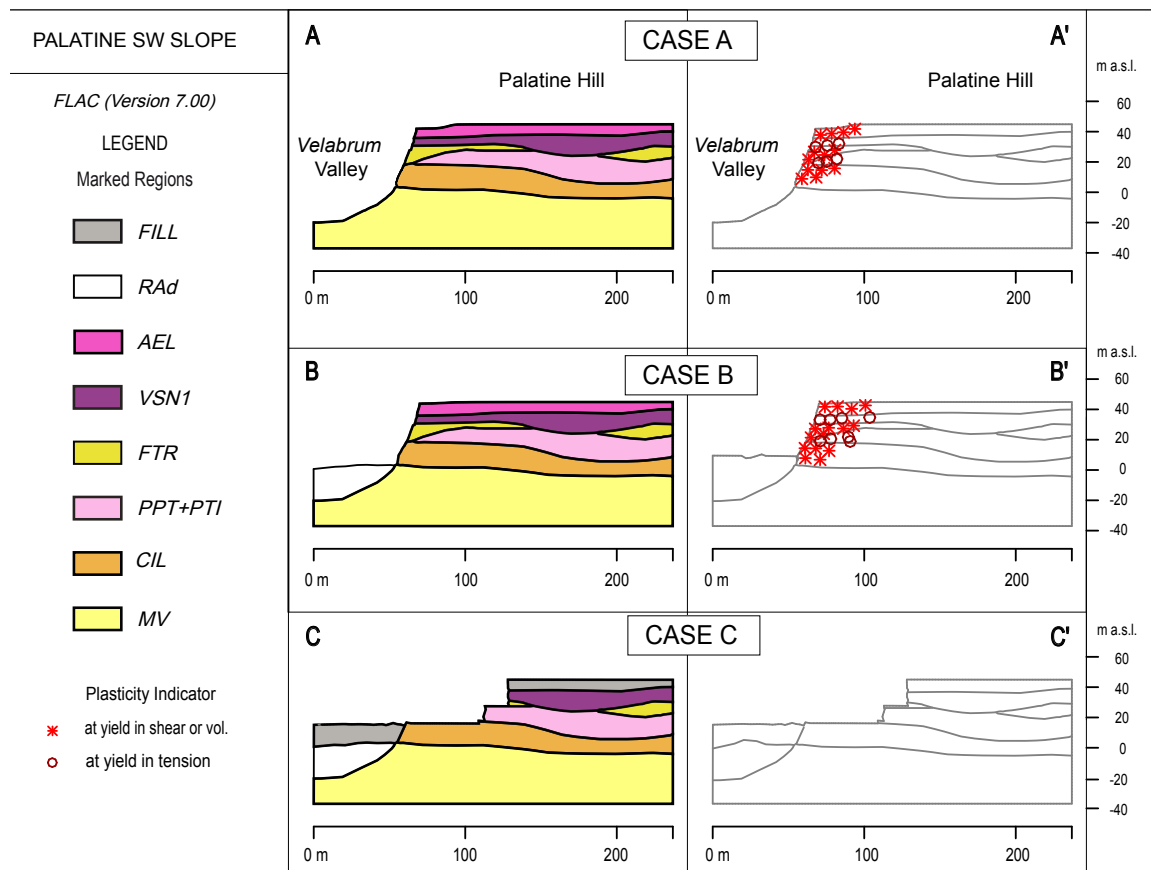 PALATINE SW SLOPE
FLAC (Version 7.00)
LEGEND
Marked Regions
FILL
RAd
AEL
VSN1
FTR
PPT+PTI
CIL
MV
Plasticity Indicator
at yield in shear or vol.
at yield in tension
A
CASE A
A'
Palatine Hill
Velabrum
Valley
Palatine Hill
Velabrum
Valley
m a.s.l.
60
40
20
0
-20
-40
0 m
100
200
0 m
100
200
B
CASE B
B'
m a.s.l.
60
40
20
0
-20
-40
0 m
100
200
0 m
100
200
C
CASE C
C'
m a.s.l.
60
40
20
0
-20
-40
0 m
100
200
0 m
100
200